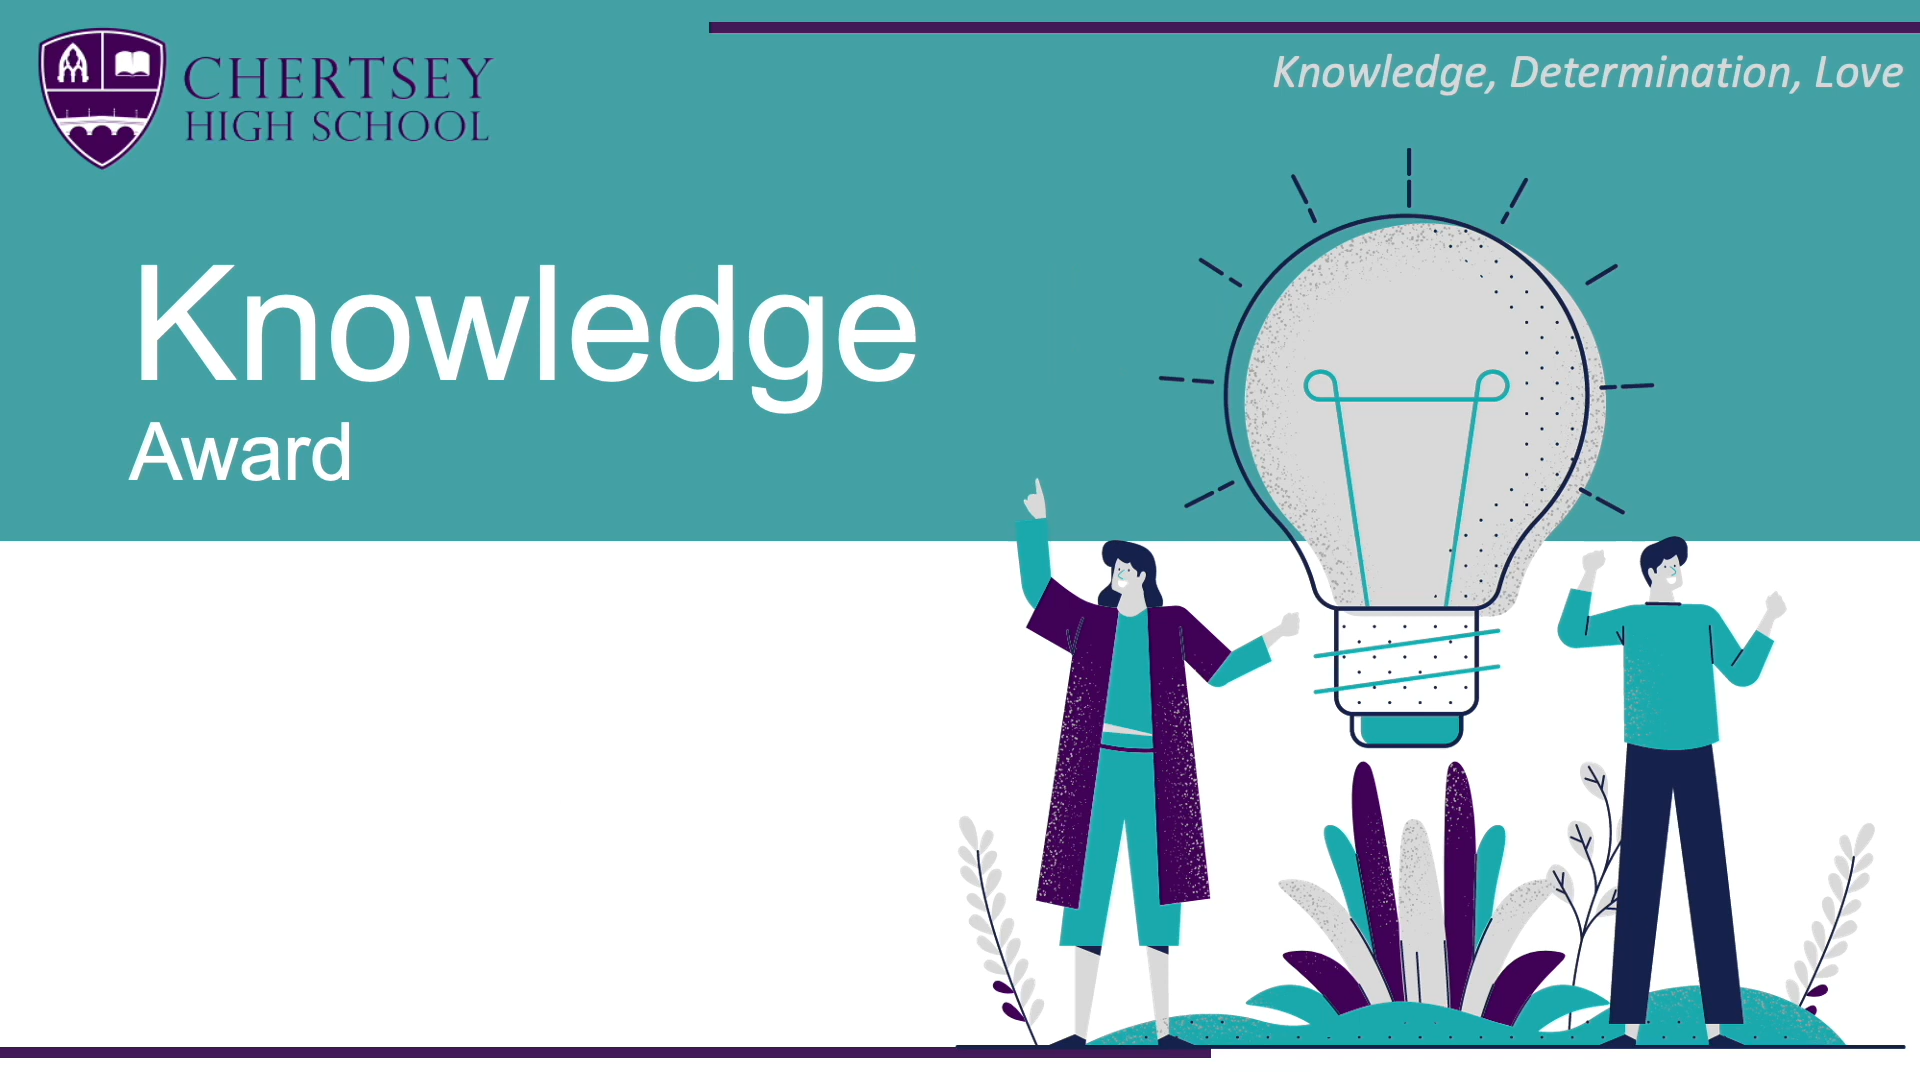 CHERTSEY
HIGH SCHOOL
Knowledge, Determination, Love
Knowledge
Award